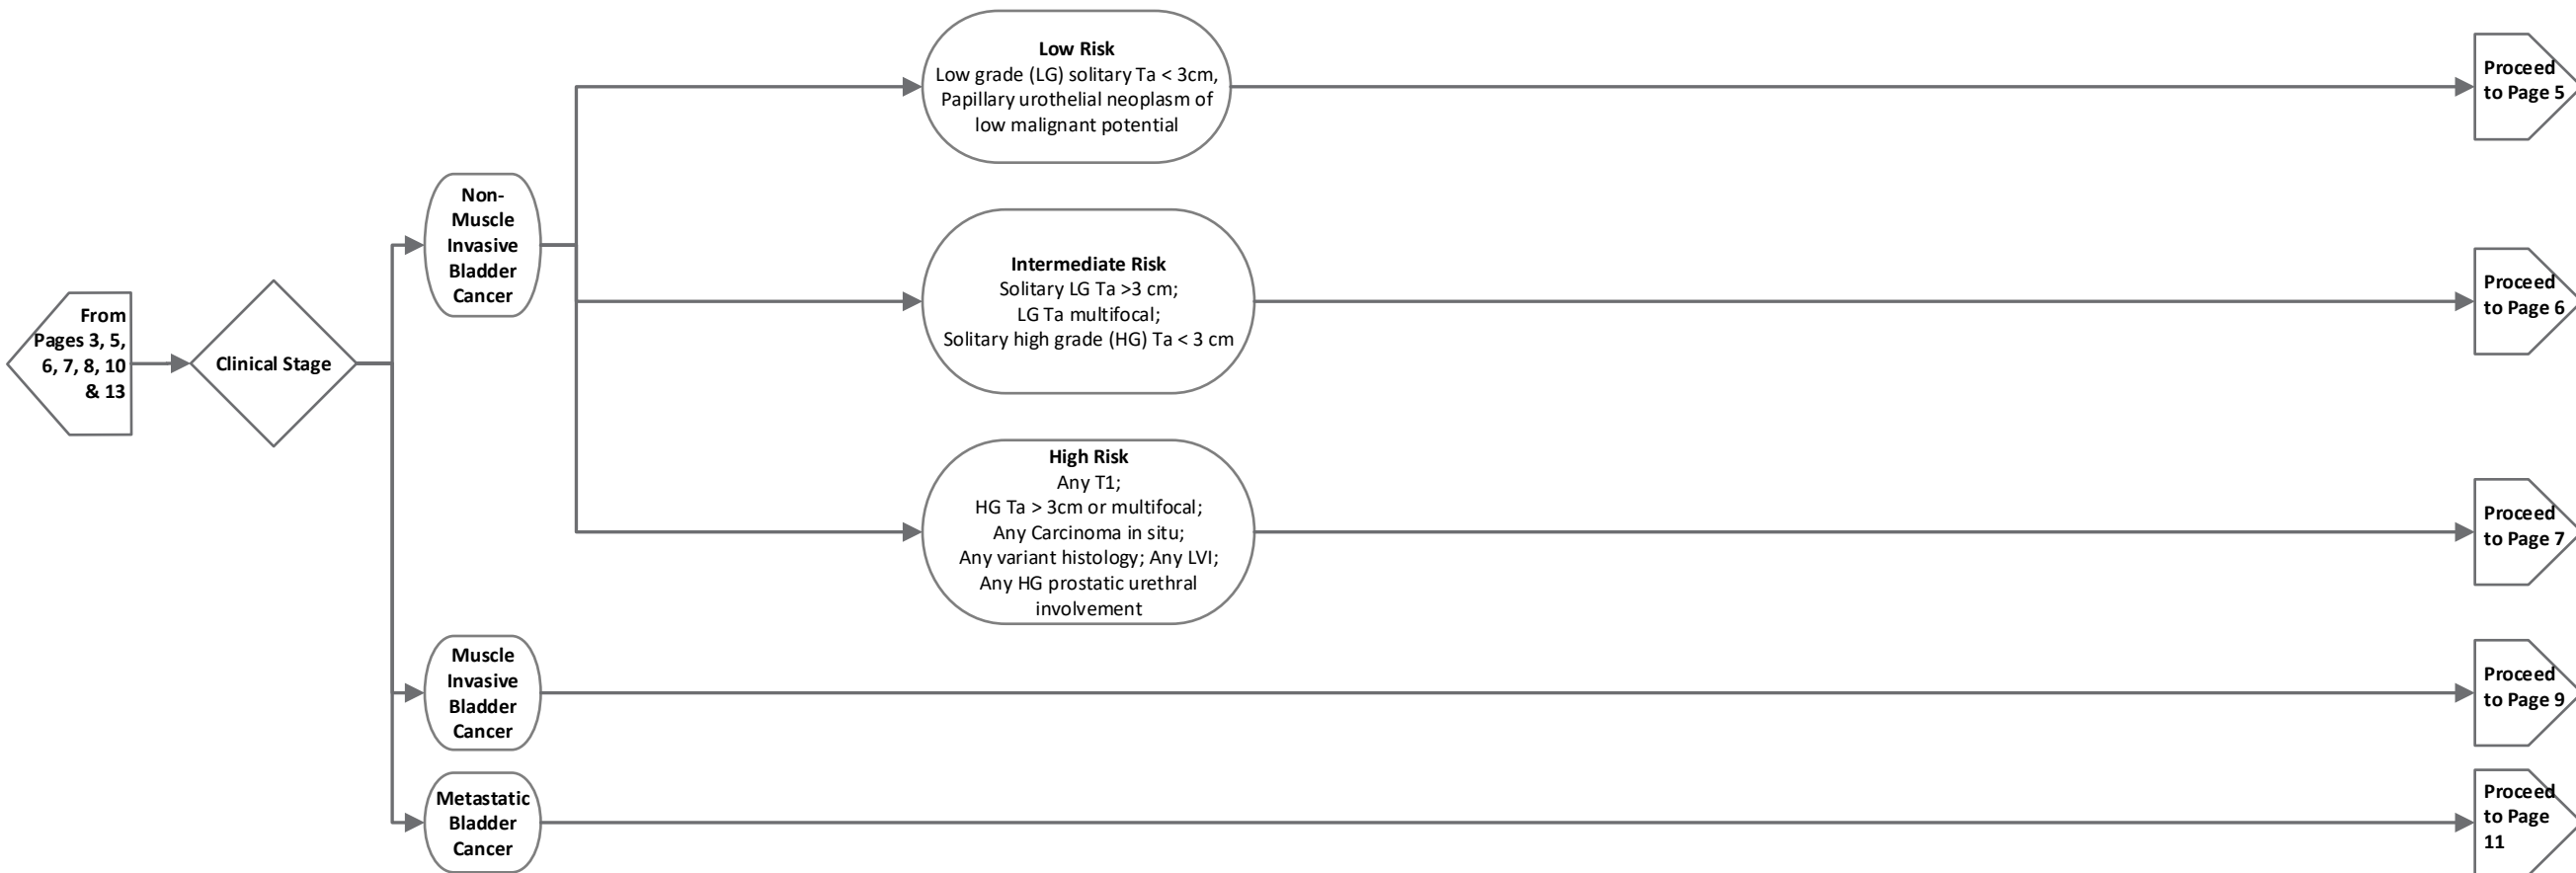 From
Pages 3, 5,
6, 7, 8, 10
& 13
Clinical Stage
Non-
Muscle
Invasive
Bladder
Cancer
Low Risk
Low grade (LG) solitary Ta < 3cm,
Papillary urothelial neoplasm of
low malignant potential
Proceed
to Page 5
Intermediate Risk
Solitary LG Ta >3 cm;
LG Ta multifocal;
Solitary high grade (HG) Ta < 3 cm
Proceed
to Page 6
High Risk
Any T1;
HG Ta > 3cm or multifocal;
Any Carcinoma in situ;
Any variant histology; Any LVI;
Any HG prostatic urethral
involvement
Proceed
to Page 7
Muscle
Invasive
Bladder
Cancer
Proceed
to Page 9
Metastatic
Bladder
Cancer
Proceed
to Page
11